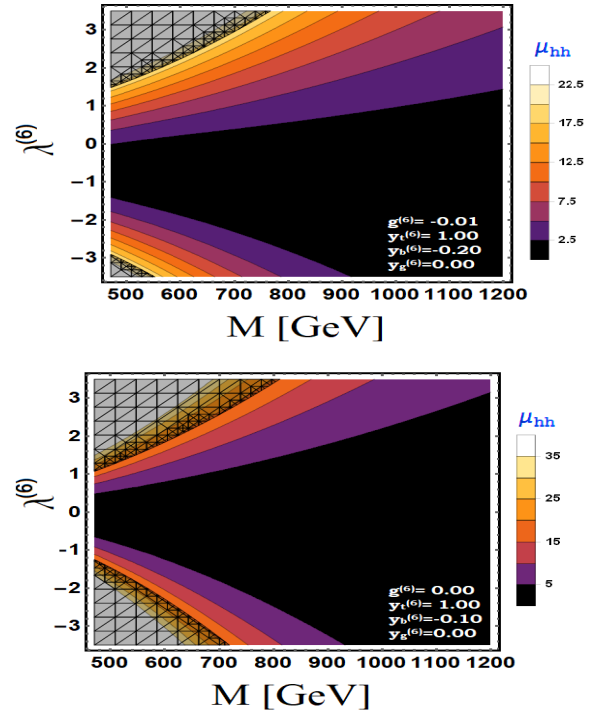 μhh
3
2
1
0
−1
−2
−3
λ(6)
22.5
17.5
12.5
7.5
2.5
g(6)= -0.01
yt(6)= 1.00
yb(6)=-0.20
yg(6)=0.00
500 600 700 800 900 1000 1100 1200
M [GeV]
μhh
3
2
1
0
-1
-2
-3
λ(6)
35
25
15
5
g(6)= 0.00
yt(6)= 1.00
yb(6)=-0.10
yg(6)=0.00
500 600 700 800 900 1000 1100 1200
M [GeV]